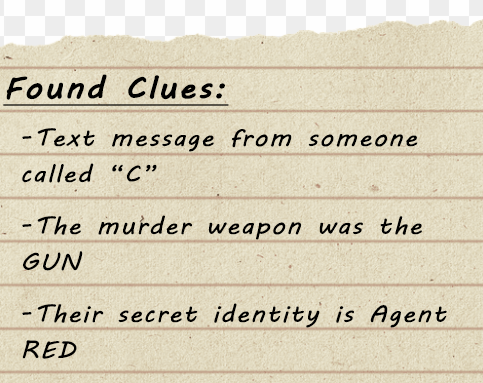 Found Clues:
-Text message from someone
called “C”
-The murder weapon was the
GUN
-Their secret identity is Agent
RED